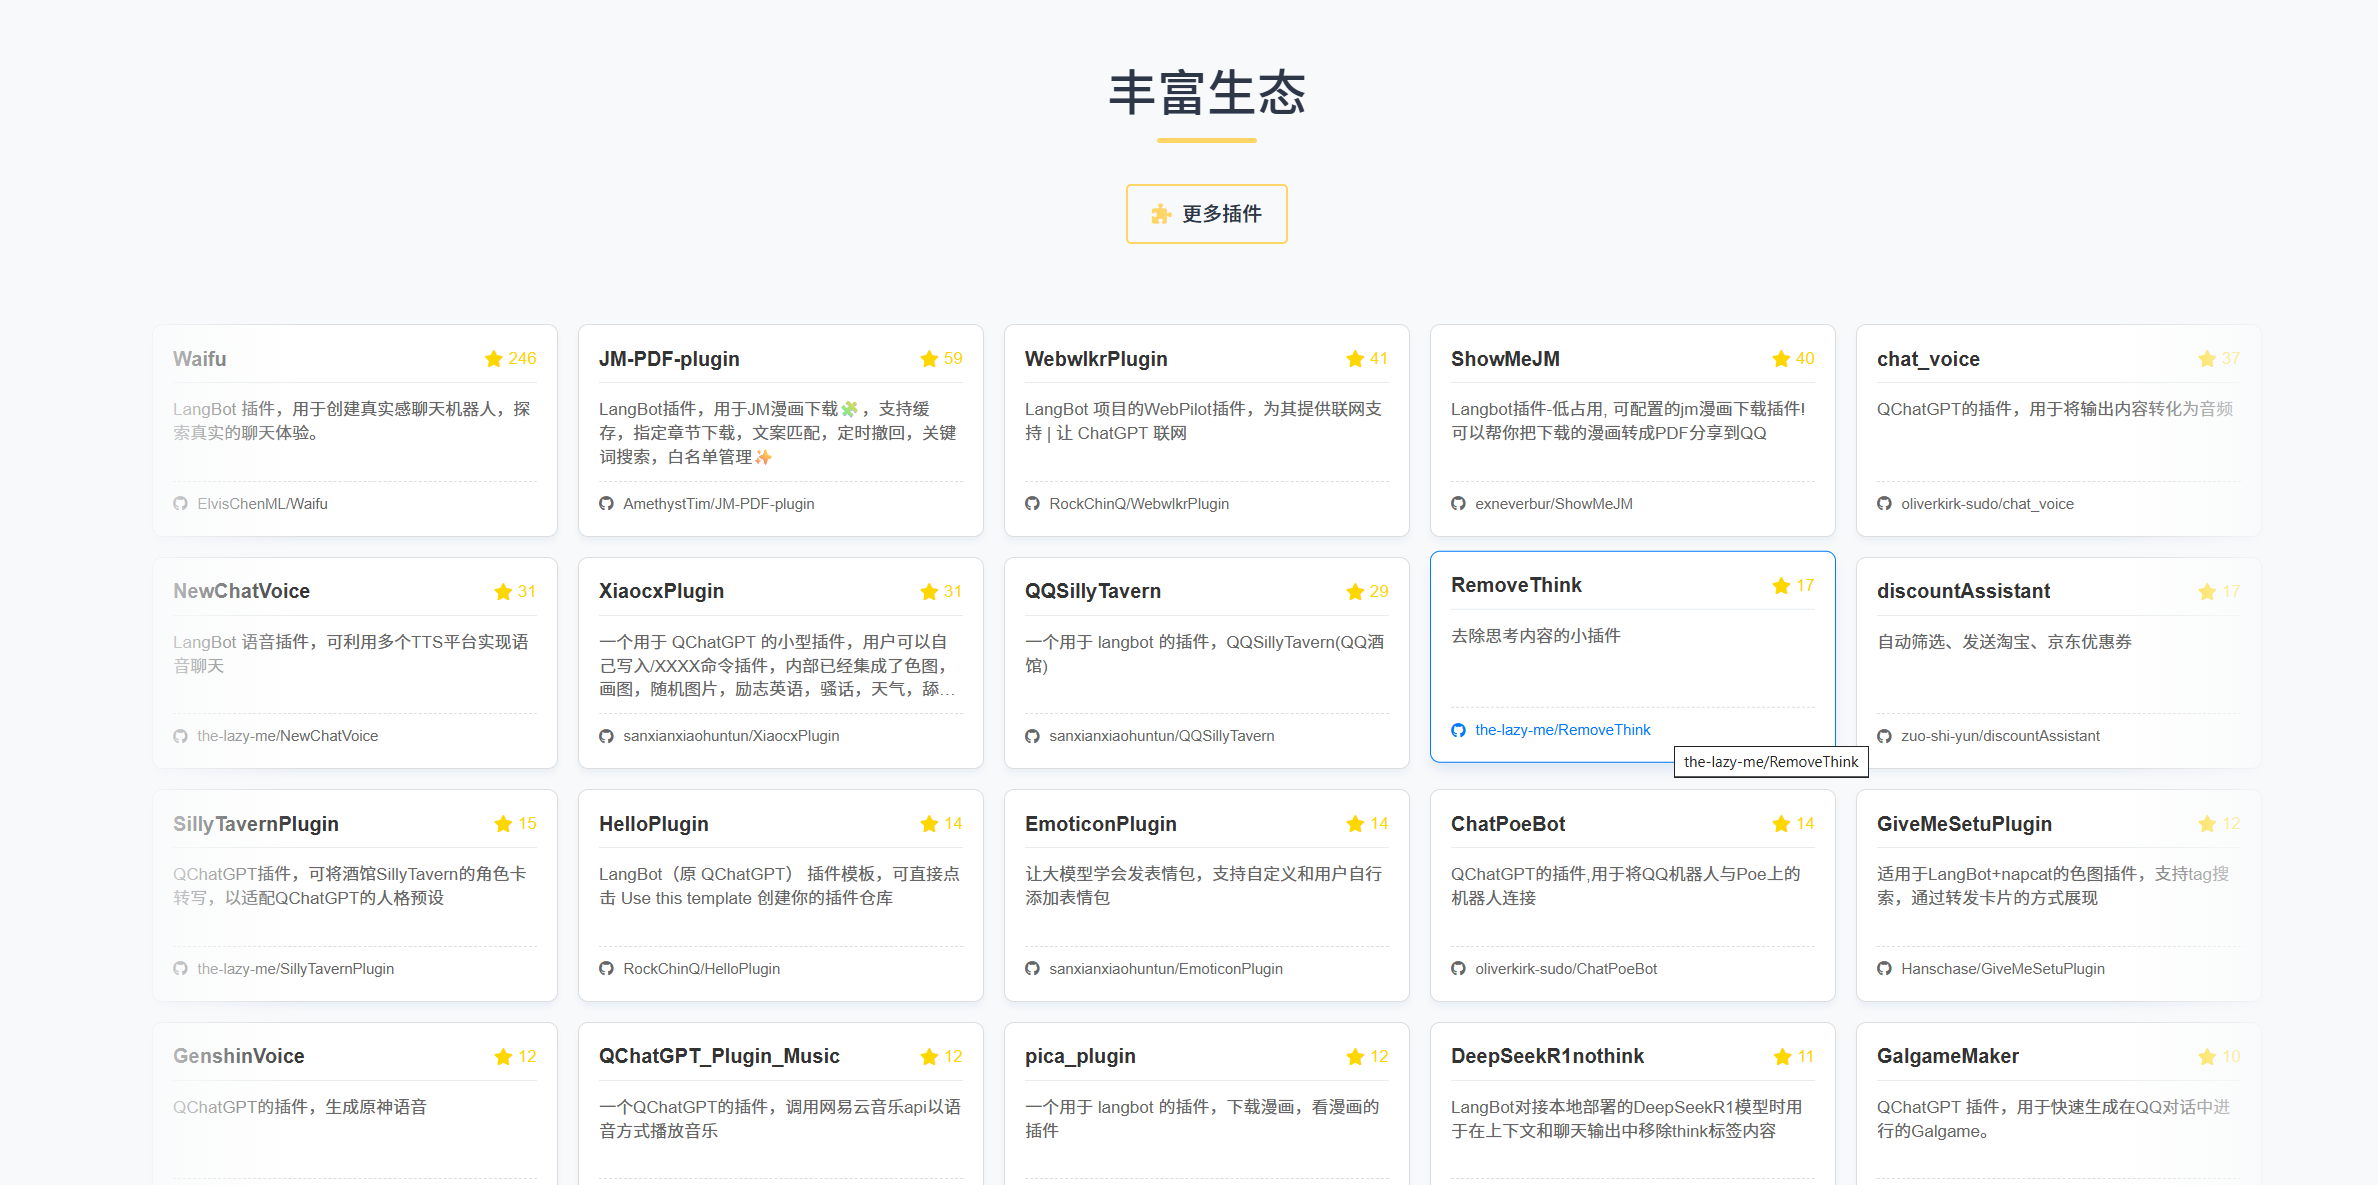 丰富生态
更多插件
Waifu
246
LangBot 插件，用于创建真实感聊天机器人，探
索真实的聊天体验。
ElvisChenML/Waifu
JM-PDF-plugin
59
LangBot插件，用于JM漫画下载🧩，支持缓
存，指定章节下载，文案匹配，定时撤回，关键
词搜索，白名单管理✨
AmethystTim/JM-PDF-plugin
WebwlkrPlugin
41
LangBot 项目的WebPilot插件，为其提供联网支
持 | 让 ChatGPT 联网
RockChinQ/WebwlkrPlugin
ShowMeJM
40
Langbot插件-低占用, 可配置的jm漫画下载插件!
可以帮你把下载的漫画转成PDF分享到QQ
exneverbur/ShowMeJM
chat_voice
37
QChatGPT的插件，用于将输出内容转化为音频
oliverkirk-sudo/chat_voice
NewChatVoice
31
LangBot 语音插件，可利用多个TTS平台实现语
音聊天
the-lazy-me/NewChatVoice
XiaocxPlugin
31
一个用于 QChatGPT 的小型插件，用户可以自
己写入/XXXX命令插件，内部已经集成了色图，
画图，随机图片，励志英语，骚话，天气，舔…
sanxianxiaohuntun/XiaocxPlugin
QQSillyTavern
29
一个用于 langbot 的插件，QQSillyTavern(QQ酒
馆)
sanxianxiaohuntun/QQSillyTavern
RemoveThink
17
去除思考内容的小插件
the-lazy-me/RemoveThink
the-lazy-me/RemoveThink
discountAssistant
17
自动筛选、发送淘宝、京东优惠券
zuo-shi-yun/discountAssistant
SillyTavernPlugin
15
QChatGPT插件，可将酒馆SillyTavern的角色卡
转写，以适配QChatGPT的人格预设
the-lazy-me/SillyTavernPlugin
HelloPlugin
14
LangBot（原 QChatGPT） 插件模板，可直接点
击 Use this template 创建你的插件仓库
RockChinQ/HelloPlugin
EmoticonPlugin
14
让大模型学会发表情包，支持自定义和用户自行
添加表情包
sanxianxiaohuntun/EmoticonPlugin
ChatPoeBot
14
QChatGPT的插件,用于将QQ机器人与Poe上的
机器人连接
oliverkirk-sudo/ChatPoeBot
GiveMeSetuPlugin
12
适用于LangBot+napcat的色图插件，支持tag搜
索，通过转发卡片的方式展现
Hanschase/GiveMeSetuPlugin
GenshinVoice
12
QChatGPT的插件，生成原神语音
QChatGPT_Plugin_Music
12
一个QChatGPT的插件，调用网易云音乐api以语
音方式播放音乐
pica_plugin
12
一个用于 langbot 的插件，下载漫画，看漫画的
插件
DeepSeekR1nothink
11
LangBot对接本地部署的DeepSeekR1模型时用
于在上下文和聊天输出中移除think标签内容
GalgameMaker
10
QChatGPT 插件，用于快速生成在QQ对话中进
行的Galgame。